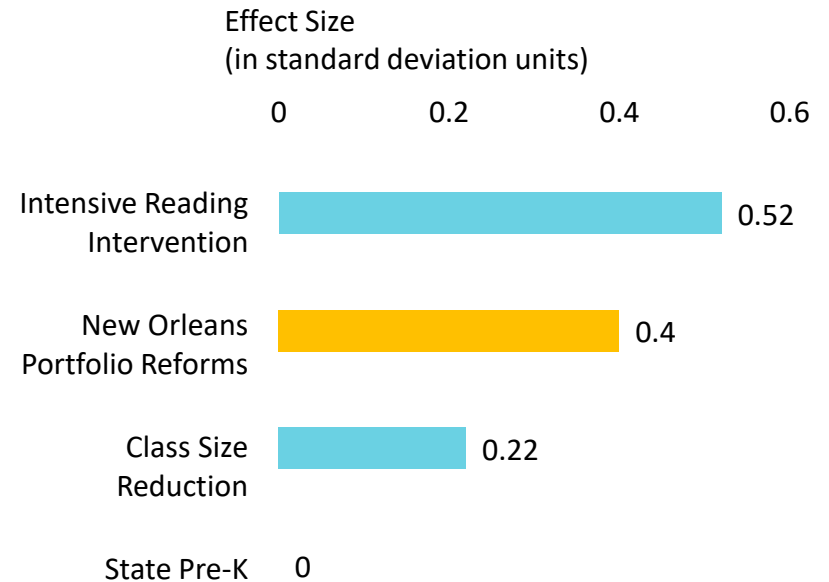 Effect Size
(in standard deviation units)
0 0.2 0.4 0.6
Intensive Reading
Intervention
0.52
New Orleans
Portfolio Reforms
0.4
Class Size
Reduction
0.22
State Pre-K
0